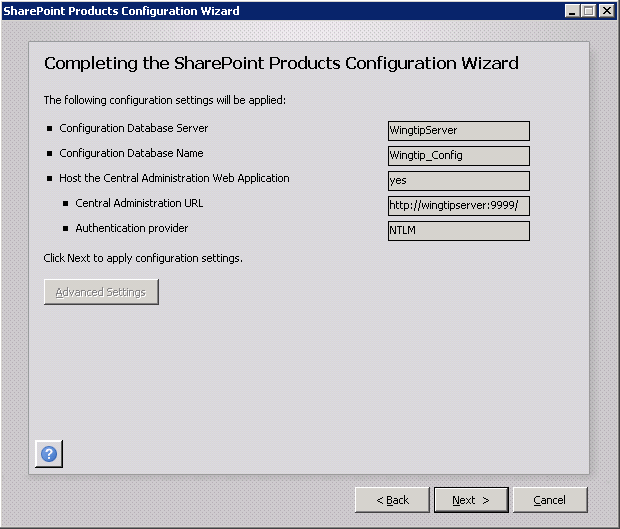 SharePoint Products Configuration Wizard
Completing the SharePoint Products Configuration Wizard
The following configuration settings will be applied:
Configuration Database Server WingtipServer
Configuration Database Name Wingtip_Config
Host the Central Administration Web Application yes
Central Administration URL http://wingtipserver:9999/
Authentication provider NTLM
Click Next to apply configuration settings.
Advanced Settings
?
< Back Next > Cancel